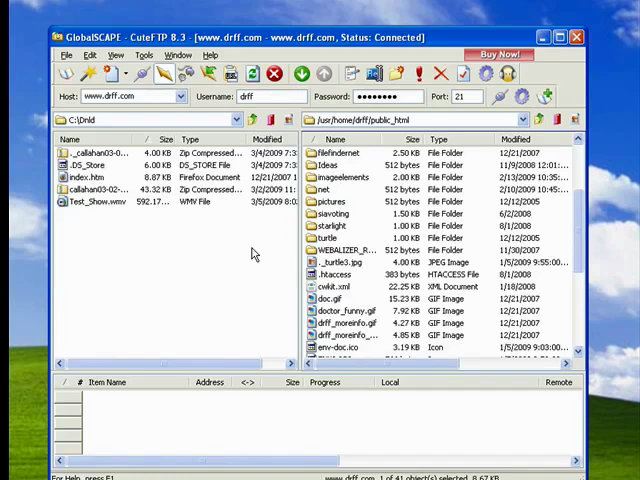 GlobalSCAPE - CuteFTP 8.3 - [www.drff.com - www.drff.com, Status: Connected]
File Edit View Tools Window Help Buy Now!
Host: www.drff.com Username: drff Password: •••••••• Port: 21
C:\Dnld /usr/home/drff/public_html
Name / Size Type Modified / Name Size Type Modified
._callahan03-0... 4.00 KB Zip Compressed... 3/4/2009 7:3 filefindernet 2.50 KB File Folder 12/21/2007
.DS_Store 6.00 KB DS_STORE File 3/4/2009 7:3 Ideas 512 bytes File Folder 11/9/2008 12:01...
index.htm 8.87 KB Firefox Document 12/21/2007 1 imageelements 512 bytes File Folder 2/13/2009 10:35...
callahan03-02-... 43.32 KB Zip Compressed... 3/2/2009 11: net 512 bytes File Folder 2/10/2009 10:45...
Test_Show.wmv 592.17... WMV File 3/5/2009 8:0 pictures 512 bytes File Folder 12/12/2005
siavoting 1.50 KB File Folder 6/2/2008
starlight 1.00 KB File Folder 12/12/2005
turtle 1.00 KB File Folder 12/12/2005
WEBALIZER_R... 512 bytes File Folder 11/30/2007
._turtle3.jpg 4.00 KB JPEG Image 1/5/2009 9:55:00...
.htaccess 383 bytes HTACCESS File 8/1/2008
cwkit.xml 22.25 KB XML Document 1/18/2008
doc.gif 15.23 KB GIF Image 12/21/2007
doctor_funny.gif 7.92 KB GIF Image 12/21/2007
drff_moreinfo.gif 4.27 KB GIF Image 12/21/2007
drff_moreinfo_... 4.85 KB GIF Image 12/21/2007
env-doc.ico 3.19 KB Icon 1/5/2009 9:03:00...
/ # Item Name Address <-> Size Progress Local Remote
For Help, press F1 www.drff.com, 1 of 41 object(s) selected, 8.67 KB